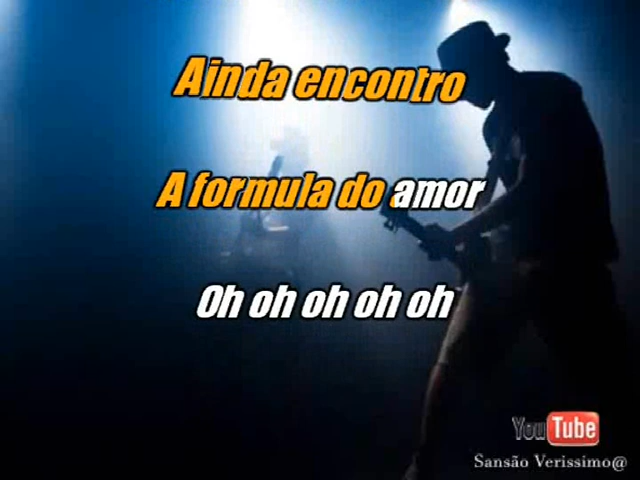 Ainda encontro
A formula do amor
Oh oh oh oh oh
YouTube
Sansão Verissimo@